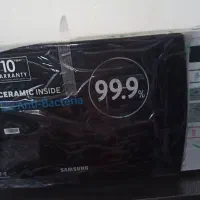 10
WARRANTY
CERAMIC INSIDE
Anti-Bacteria
99.9%
SAMSUNG